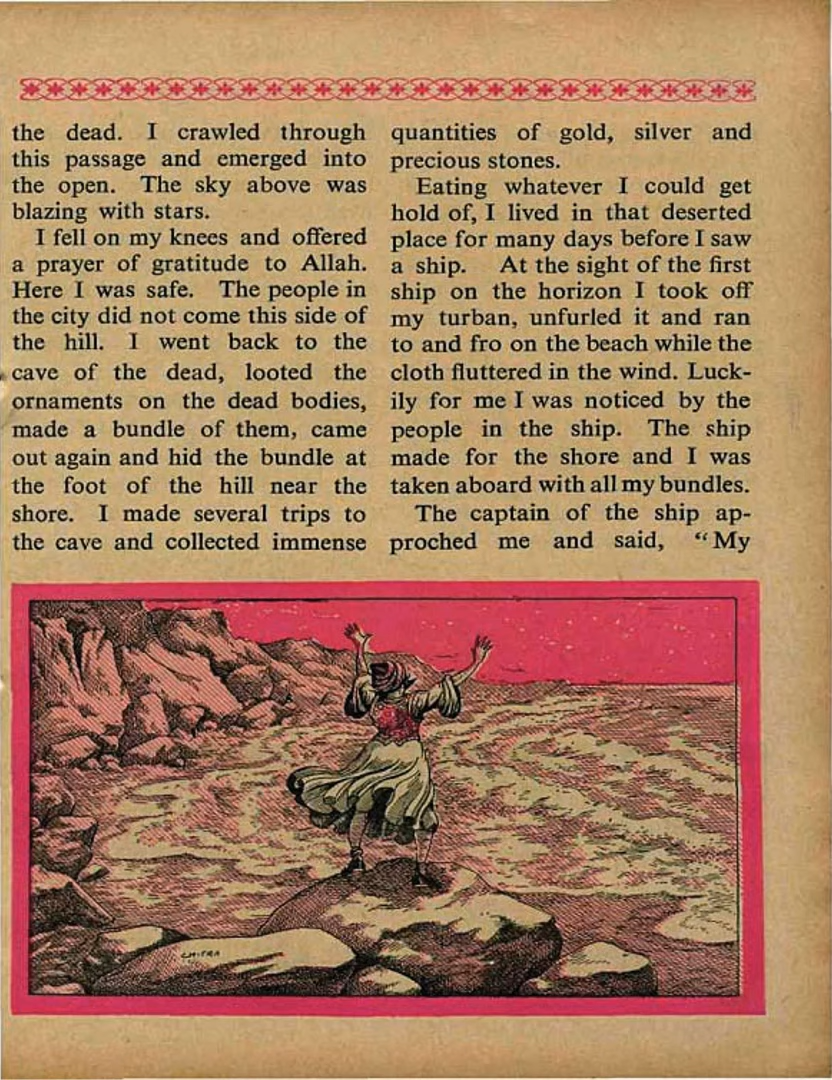 the dead. I crawled through
this passage and emerged into
the open. The sky above was
blazing with stars.
I fell on my knees and offered
a prayer of gratitude to Allah.
Here I was safe. The people in
the city did not come this side of
the hill. I went back to the
cave of the dead, looted the
ornaments on the dead bodies,
made a bundle of them, came
out again and hid the bundle at
the foot of the hill near the
shore. I made several trips to
the cave and collected immense
quantities of gold, silver and
precious stones.
Eating whatever I could get
hold of, I lived in that deserted
place for many days before I saw
a ship. At the sight of the first
ship on the horizon I took off
my turban, unfurled it and ran
to and fro on the beach while the
cloth fluttered in the wind. Luck-
ily for me I was noticed by the
people in the ship. The ship
made for the shore and I was
taken aboard with all my bundles.
The captain of the ship ap-
proched me and said, “My
CHITRA